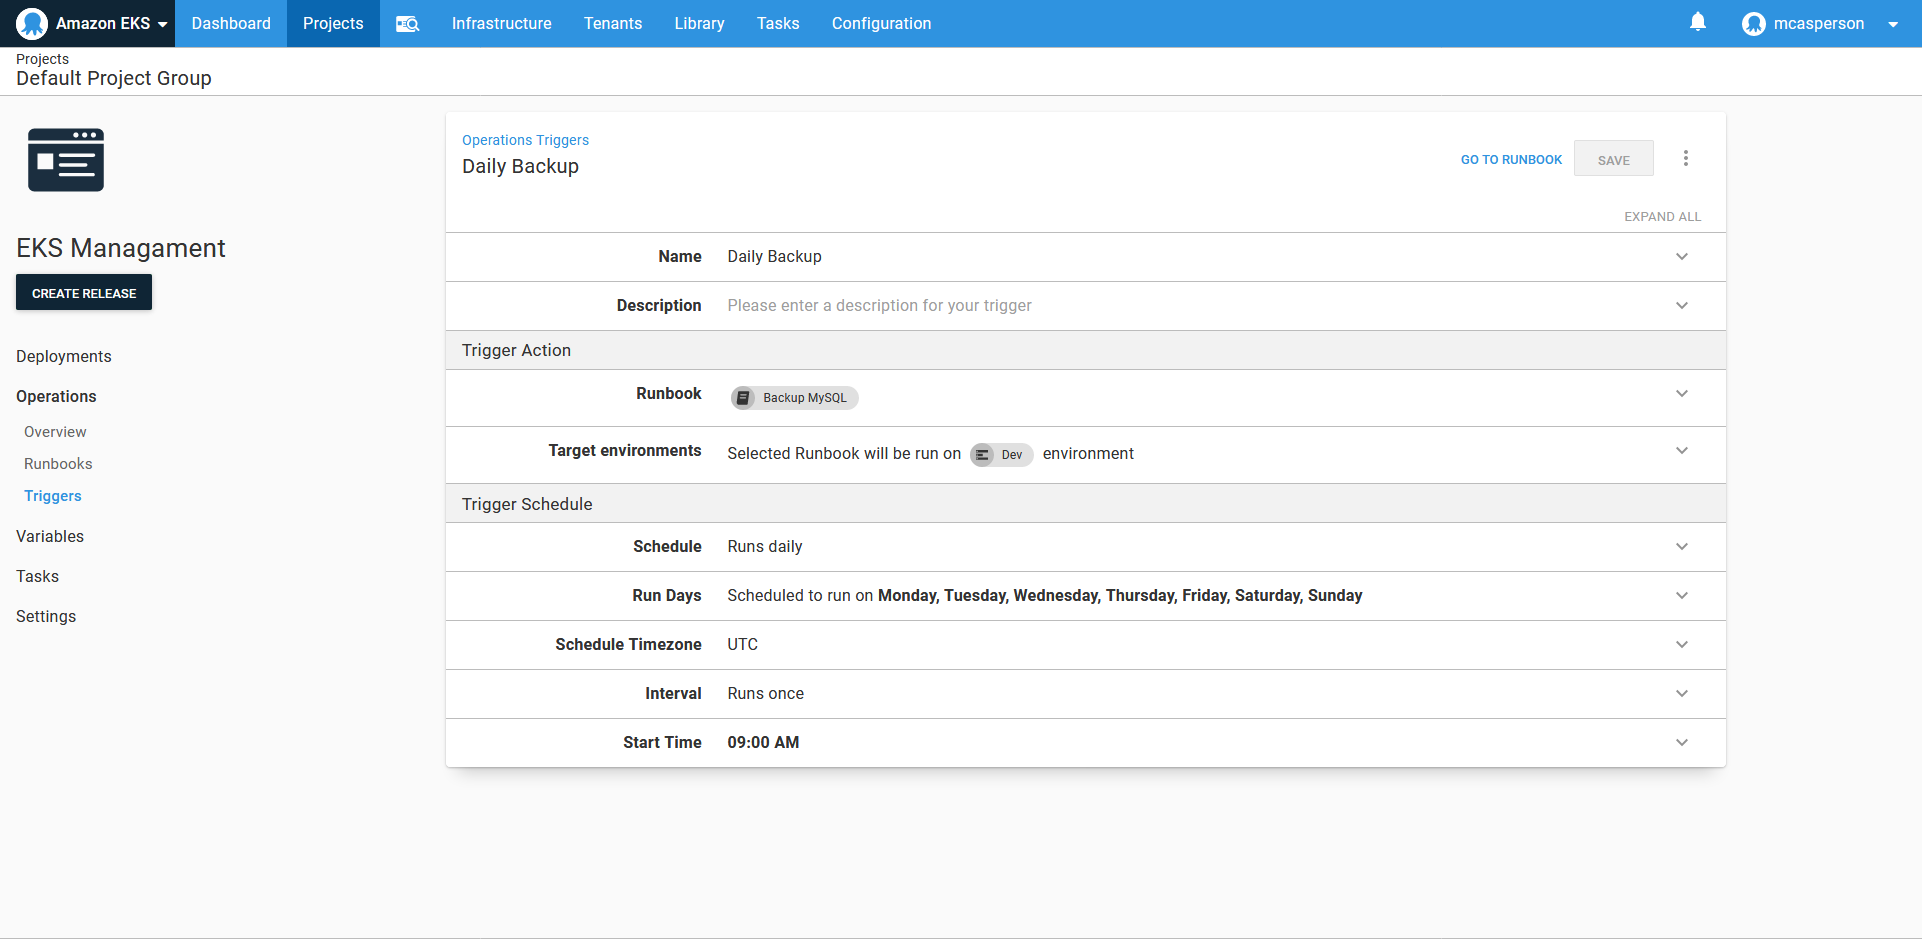 Amazon EKS Dashboard Projects Infrastructure Tenants Library Tasks Configuration mcasperson
Projects
Default Project Group
EKS Managament
CREATE RELEASE
Deployments
Operations
Overview
Runbooks
Triggers
Variables
Tasks
Settings
Operations Triggers
Daily Backup
GO TO RUNBOOK SAVE
EXPAND ALL
Name Daily Backup
Description Please enter a description for your trigger
Trigger Action
Runbook Backup MySQL
Target environments Selected Runbook will be run on Dev environment
Trigger Schedule
Schedule Runs daily
Run Days Scheduled to run on Monday, Tuesday, Wednesday, Thursday, Friday, Saturday, Sunday
Schedule Timezone UTC
Interval Runs once
Start Time 09:00 AM